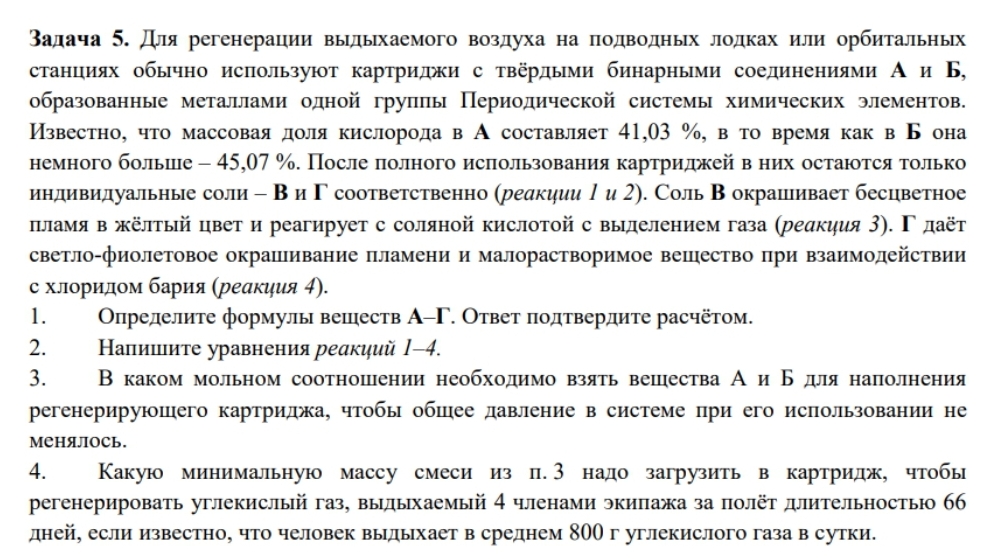 Задача 5. Для регенерации выдыхаемого воздуха на подводных лодках или орбитальных
станциях обычно используют картриджи с твёрдыми бинарными соединениями А и Б,
образованные металлами одной группы Периодической системы химических элементов.
Известно, что массовая доля кислорода в А составляет 41,03 %, в то время как в Б она
немного больше – 45,07 %. После полного использования картриджей в них остаются только
индивидуальные соли – В и Г соответственно (реакции 1 и 2). Соль В окрашивает бесцветное
пламя в жёлтый цвет и реагирует с соляной кислотой с выделением газа (реакция 3). Г даёт
светло-фиолетовое окрашивание пламени и малорастворимое вещество при взаимодействии
с хлоридом бария (реакция 4).
1. Определите формулы веществ А–Г. Ответ подтвердите расчётом.
2. Напишите уравнения реакций 1–4.
3. В каком мольном соотношении необходимо взять вещества А и Б для наполнения
регенерирующего картриджа, чтобы общее давление в системе при его использовании не
менялось.
4. Какую минимальную массу смеси из п. 3 надо загрузить в картридж, чтобы
регенерировать углекислый газ, выдыхаемый 4 членами экипажа за полёт длительностью 66
дней, если известно, что человек выдыхает в среднем 800 г углекислого газа в сутки.